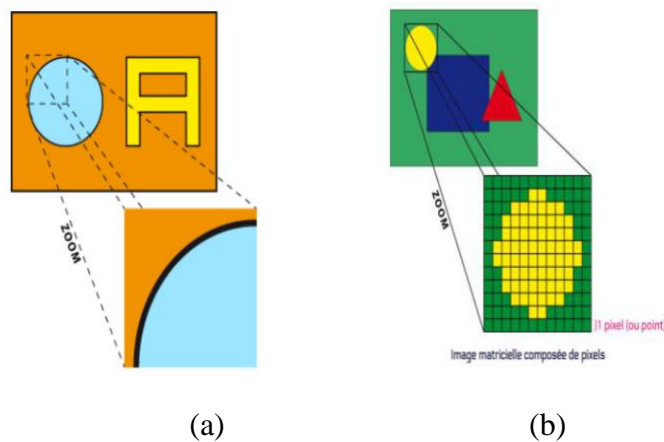 A
ZOOM
ZOOM
]1 pixel (ou point)
Image matricielle composée de pixels
(a)
(b)